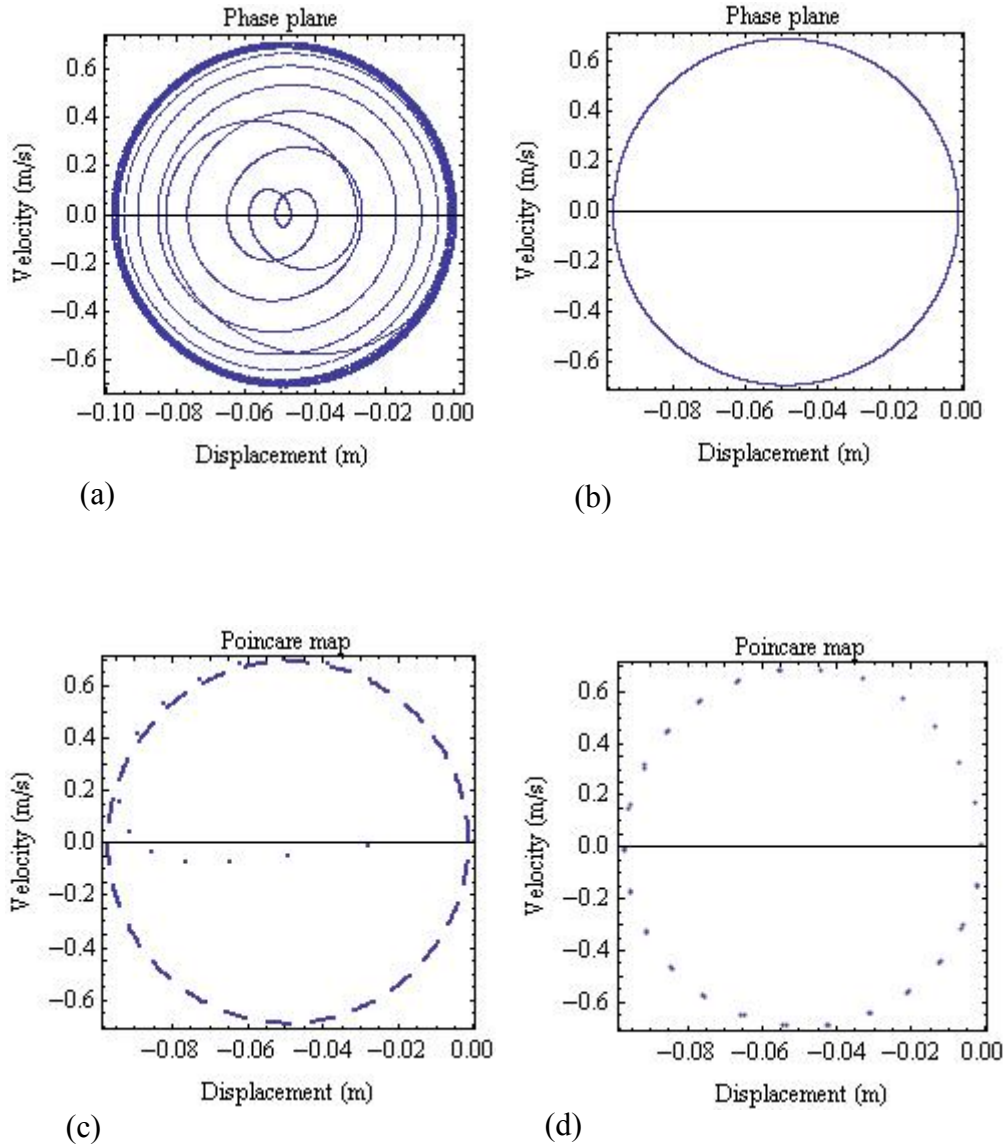 Phase plane
Velocity (m/s)
0.6
0.4
0.2
0.0
−0.2
−0.4
−0.6
−0.10 −0.08 −0.06 −0.04 −0.02 0.00
Displacement (m)
(a)
Phase plane
Velocity (m/s)
0.6
0.4
0.2
0.0
−0.2
−0.4
−0.6
−0.08 −0.06 −0.04 −0.02 0.00
Displacement (m)
(b)
Poincare map
Velocity (m/s)
0.6
0.4
0.2
0.0
−0.2
−0.4
−0.6
−0.08 −0.06 −0.04 −0.02 0.00
Displacement (m)
(c)
Poincare map
Velocity (m/s)
0.6
0.4
0.2
0.0
−0.2
−0.4
−0.6
−0.08 −0.06 −0.04 −0.02 0.00
Displacement (m)
(d)